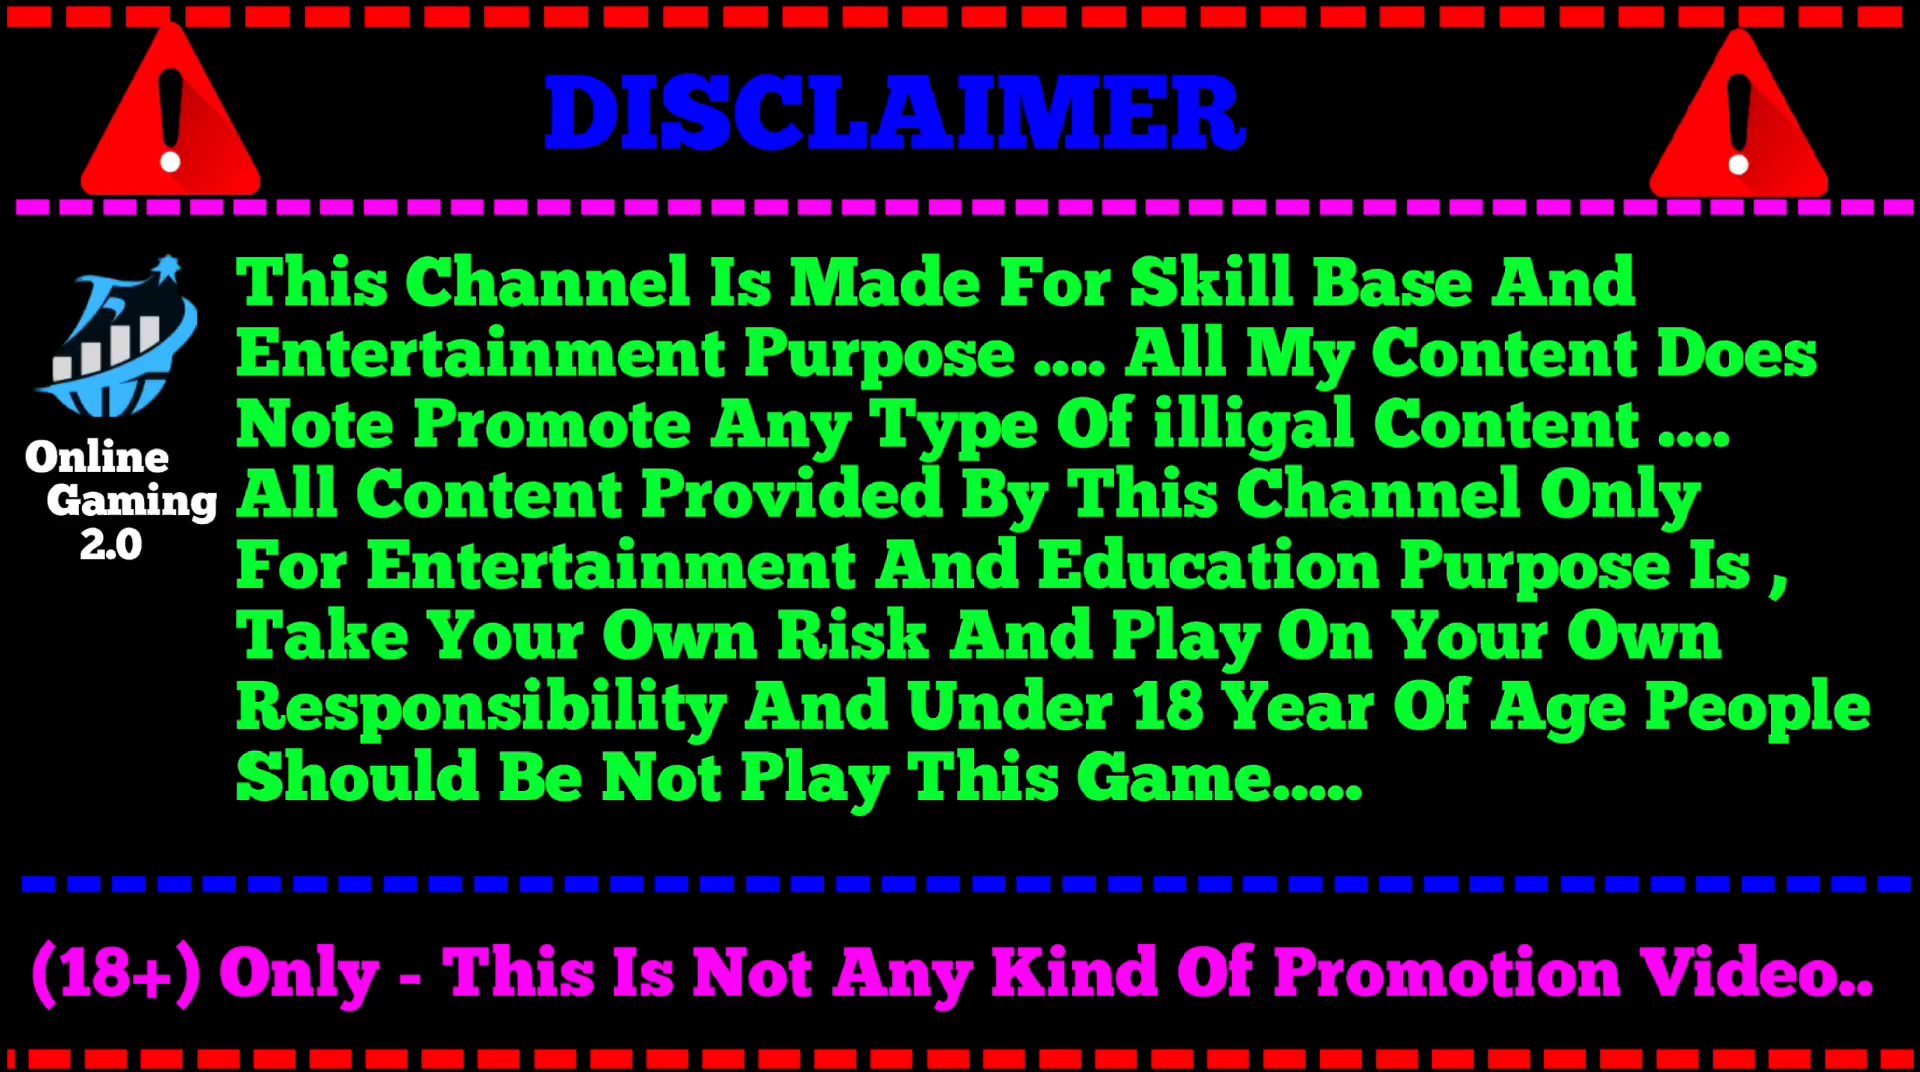 DISCLAIMER
This Channel Is Made For Skill Base And
Entertainment Purpose .... All My Content Does
Note Promote Any Type Of illigal Content ....
All Content Provided By This Channel Only
For Entertainment And Education Purpose Is ,
Take Your Own Risk And Play On Your Own
Responsibility And Under 18 Year Of Age People
Should Be Not Play This Game.....
Online
Gaming
2.0
(18+) Only - This Is Not Any Kind Of Promotion Video..